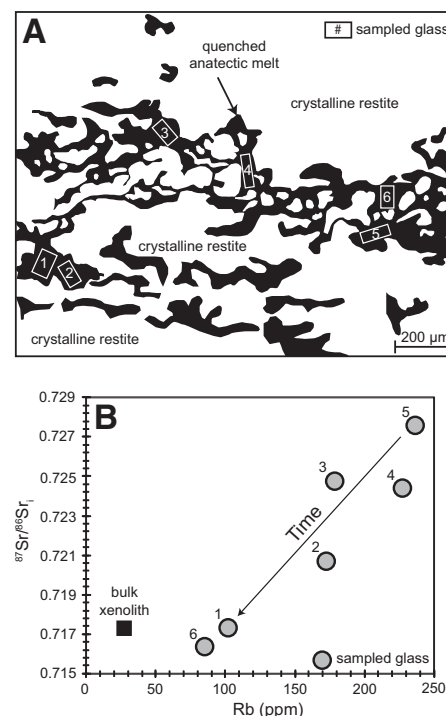 A
# sampled glass
quenched
anatectic melt
crystalline restite
3
4
6
5
crystalline restite
1
2
crystalline restite
200 µm
B
0.729
0.727
0.725
0.723
0.721
0.719
0.717
0.715
87Sr/86Sri
5
3
4
Time
2
bulk
xenolith
1
6
sampled glass
0 50 100 150 200 250
Rb (ppm)